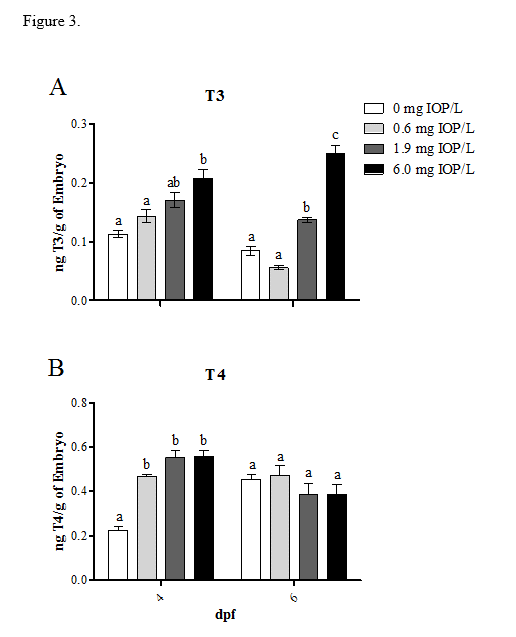 Figure 3.
A
T3
0 mg IOP/L
0.6 mg IOP/L
1.9 mg IOP/L
6.0 mg IOP/L
ng T3/g of Embryo
0.3
0.2
0.1
0.0
a
a
ab
b
a
a
b
c
B
T4
ng T4/g of Embryo
0.8
0.6
0.4
0.2
0.0
a
b
b
b
a
a
a
a
4
6
dpf